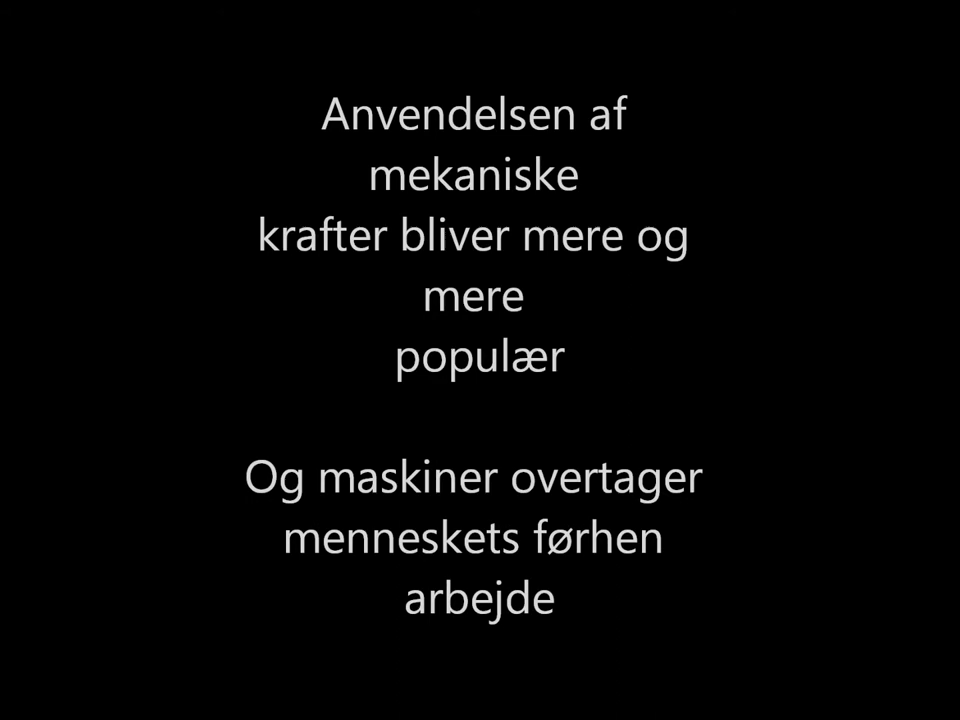 Anvendelsen af
mekaniske
krafter bliver mere og
mere
populær
Og maskiner overtager
menneskets førhen
arbejde